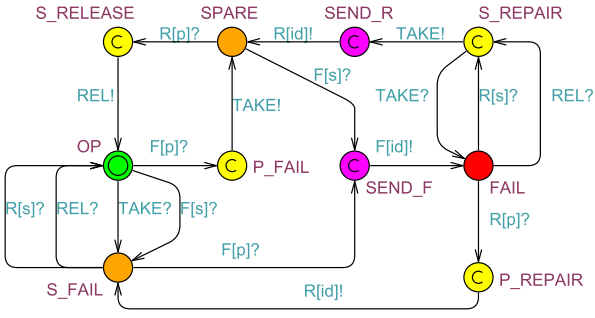 S_RELEASE SPARE SEND_R S_REPAIR
R[p]? R[id]! TAKE!
C C C
F[s]?
REL! TAKE! TAKE? R[s]? REL?
OP F[p]? F[id]!
C C
P_FAIL SEND_F FAIL
R[s]? REL? TAKE? F[s]? R[p]?
F[p]?
C
S_FAIL P_REPAIR
R[id]!